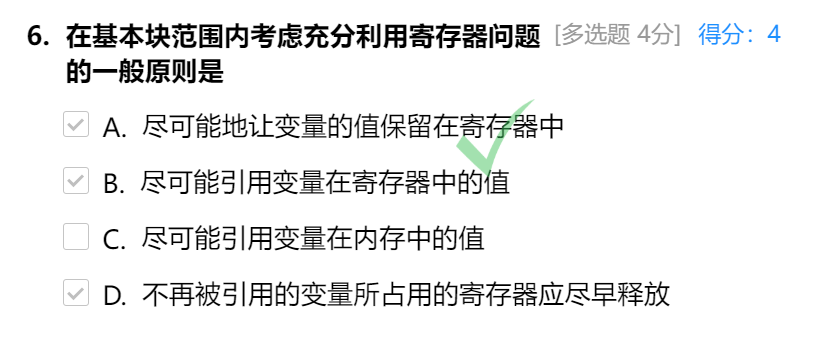 6. 在基本块范围内考虑充分利用寄存器问题 [多选题 4分] 得分：4
的一般原则是
A. 尽可能地让变量的值保留在寄存器中
B. 尽可能引用变量在寄存器中的值
C. 尽可能引用变量在内存中的值
D. 不再被引用的变量所占用的寄存器应尽早释放